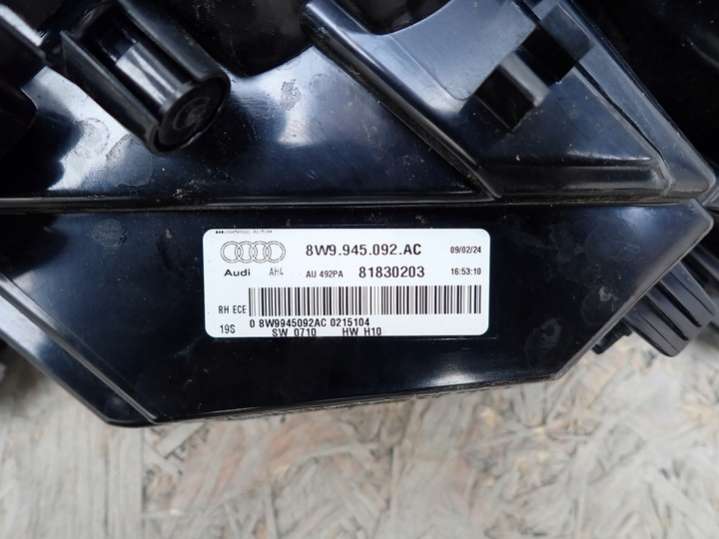 8W9.945.092.AC 09/02/24
Audi AH4 AU 492PA 81830203 16:53:10
RH ECE
19S 0 8W9945092AC 0215104
SW 0710 HW H10